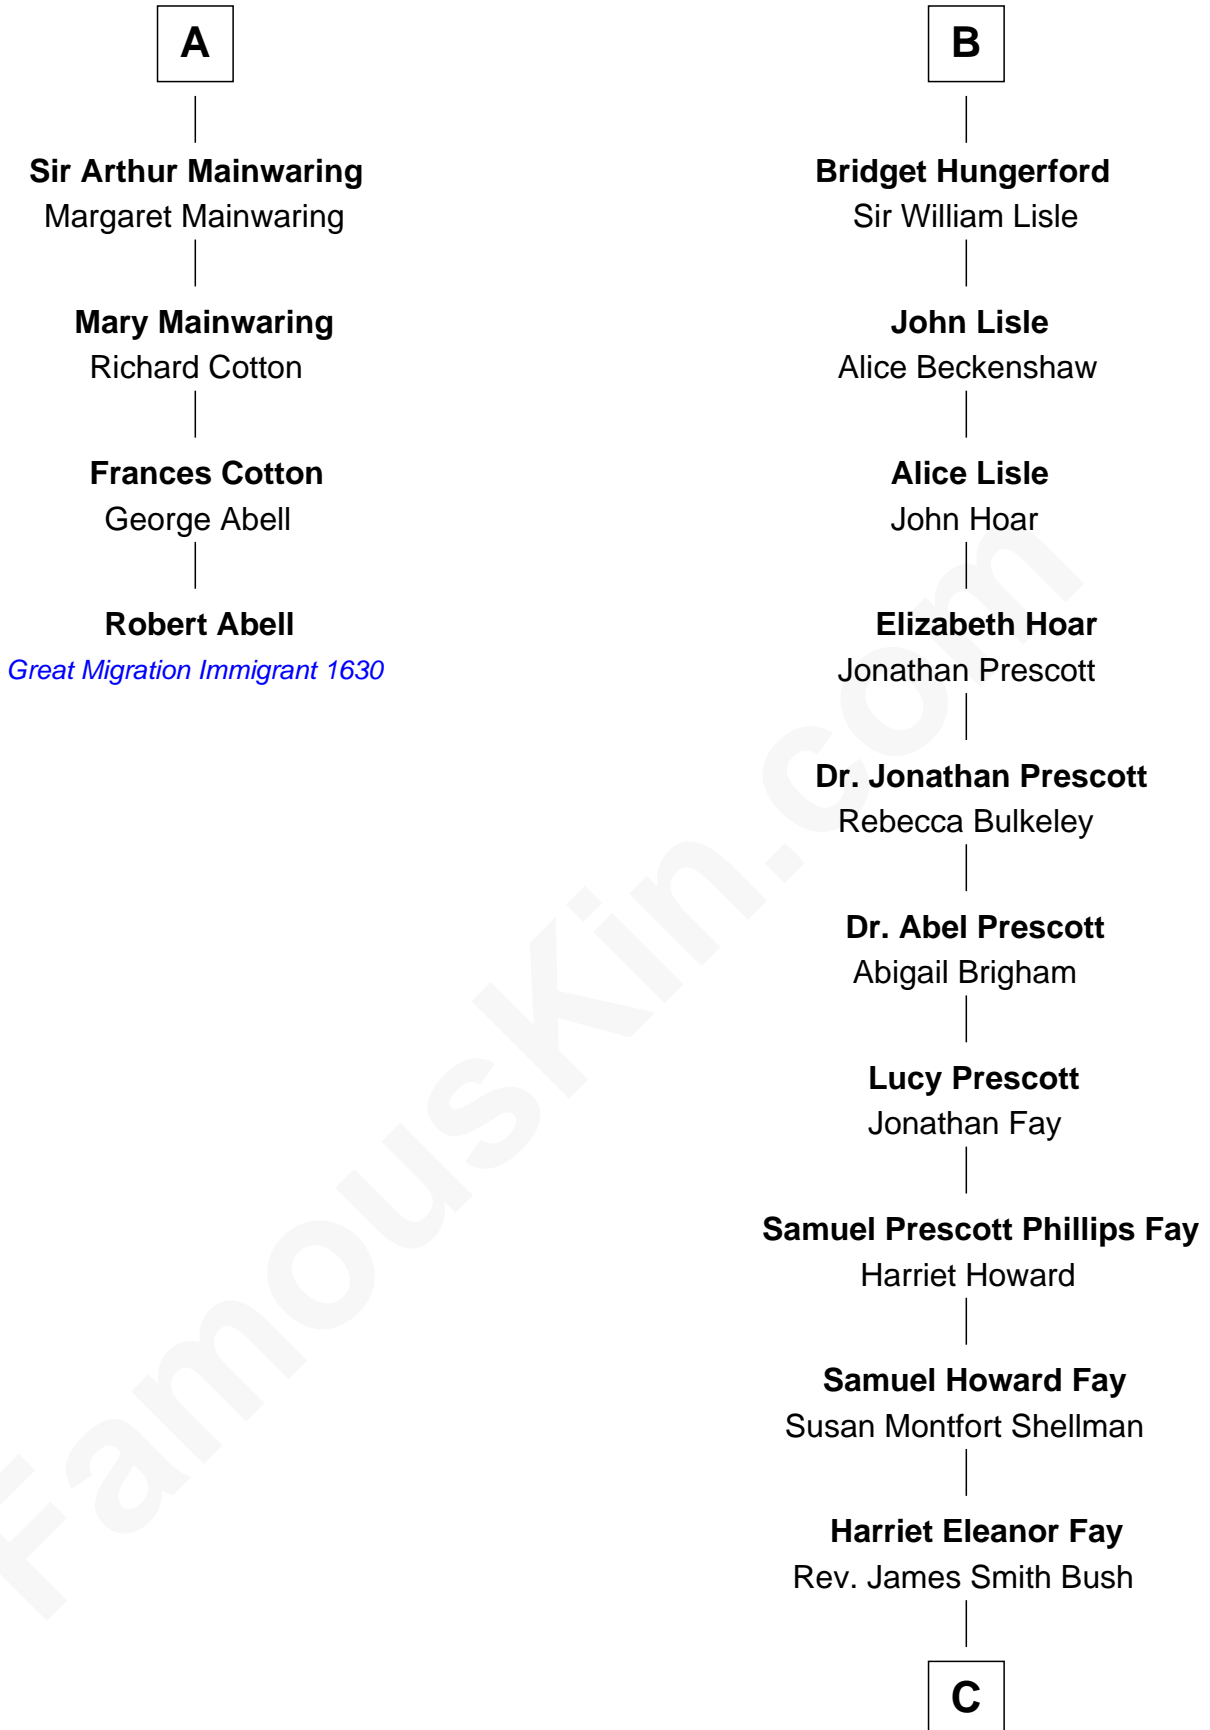 A
Sir Arthur Mainwaring
Margaret Mainwaring
Mary Mainwaring
Richard Cotton
Frances Cotton
George Abell
Robert Abell
Great Migration Immigrant 1630
B
Bridget Hungerford
Sir William Lisle
John Lisle
Alice Beckenshaw
Alice Lisle
John Hoar
Elizabeth Hoar
Jonathan Prescott
Dr. Jonathan Prescott
Rebecca Bulkeley
Dr. Abel Prescott
Abigail Brigham
Lucy Prescott
Jonathan Fay
Samuel Prescott Phillips Fay
Harriet Howard
Samuel Howard Fay
Susan Montfort Shellman
Harriet Eleanor Fay
Rev. James Smith Bush
C
FamousKin.com